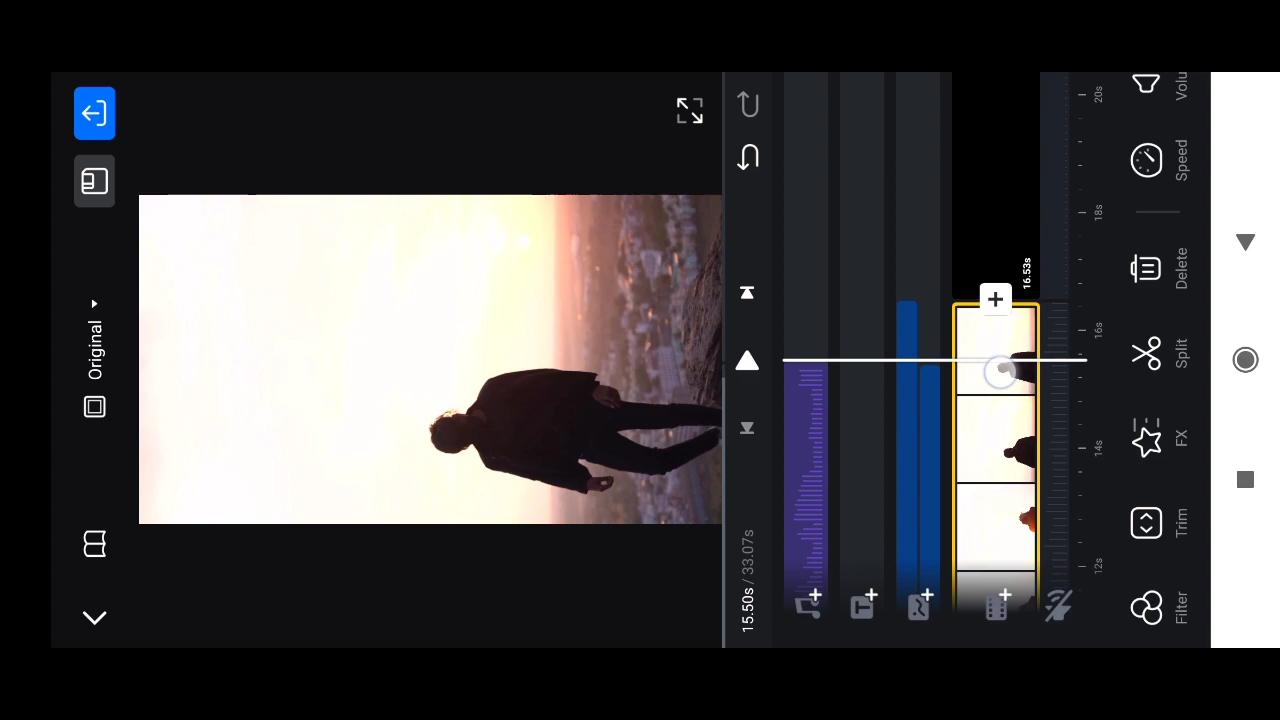 Original
15.50s / 33.07s
16.53s
12s
14s
16s
18s
20s
Filter
Trim
FX
Split
Delete
Speed
Volu